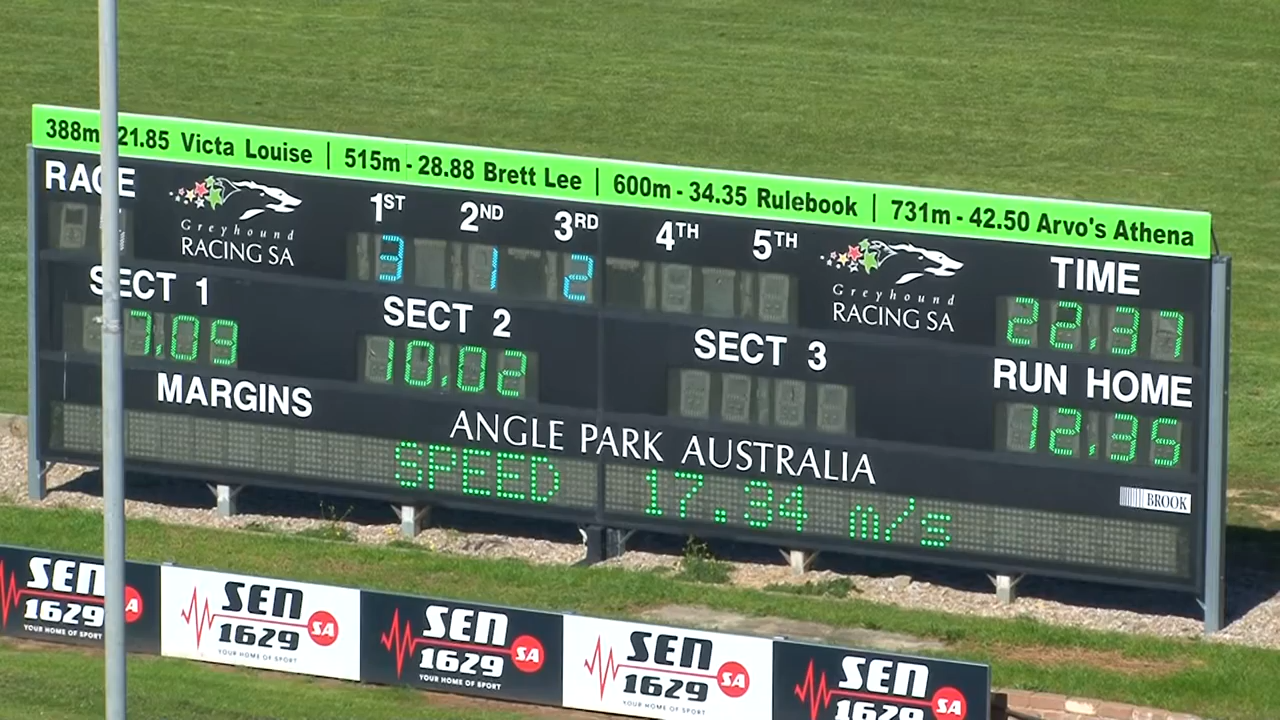 388m 21.85 Victa Louise | 515m - 28.88 Brett Lee | 600m - 34.35 Rulebook | 731m - 42.50 Arvo's Athena
RACE
Greyhound
RACING SA
1ST 2ND 3RD 4TH 5TH
3 1 2
Greyhound
RACING SA
TIME
22.37
SECT 1
7.09
SECT 2
10.02
SECT 3
RUN HOME
12.35
MARGINS
ANGLE PARK AUSTRALIA
SPEED 17.34 m/s
BROOK
SEN
1629 SA
YOUR HOME OF SPORT
SEN
1629 SA
YOUR HOME OF SPORT
SEN
1629 SA
YOUR HOME OF SPORT
SEN
1629 SA
YOUR HOME OF SPORT
SEN
1629 SA